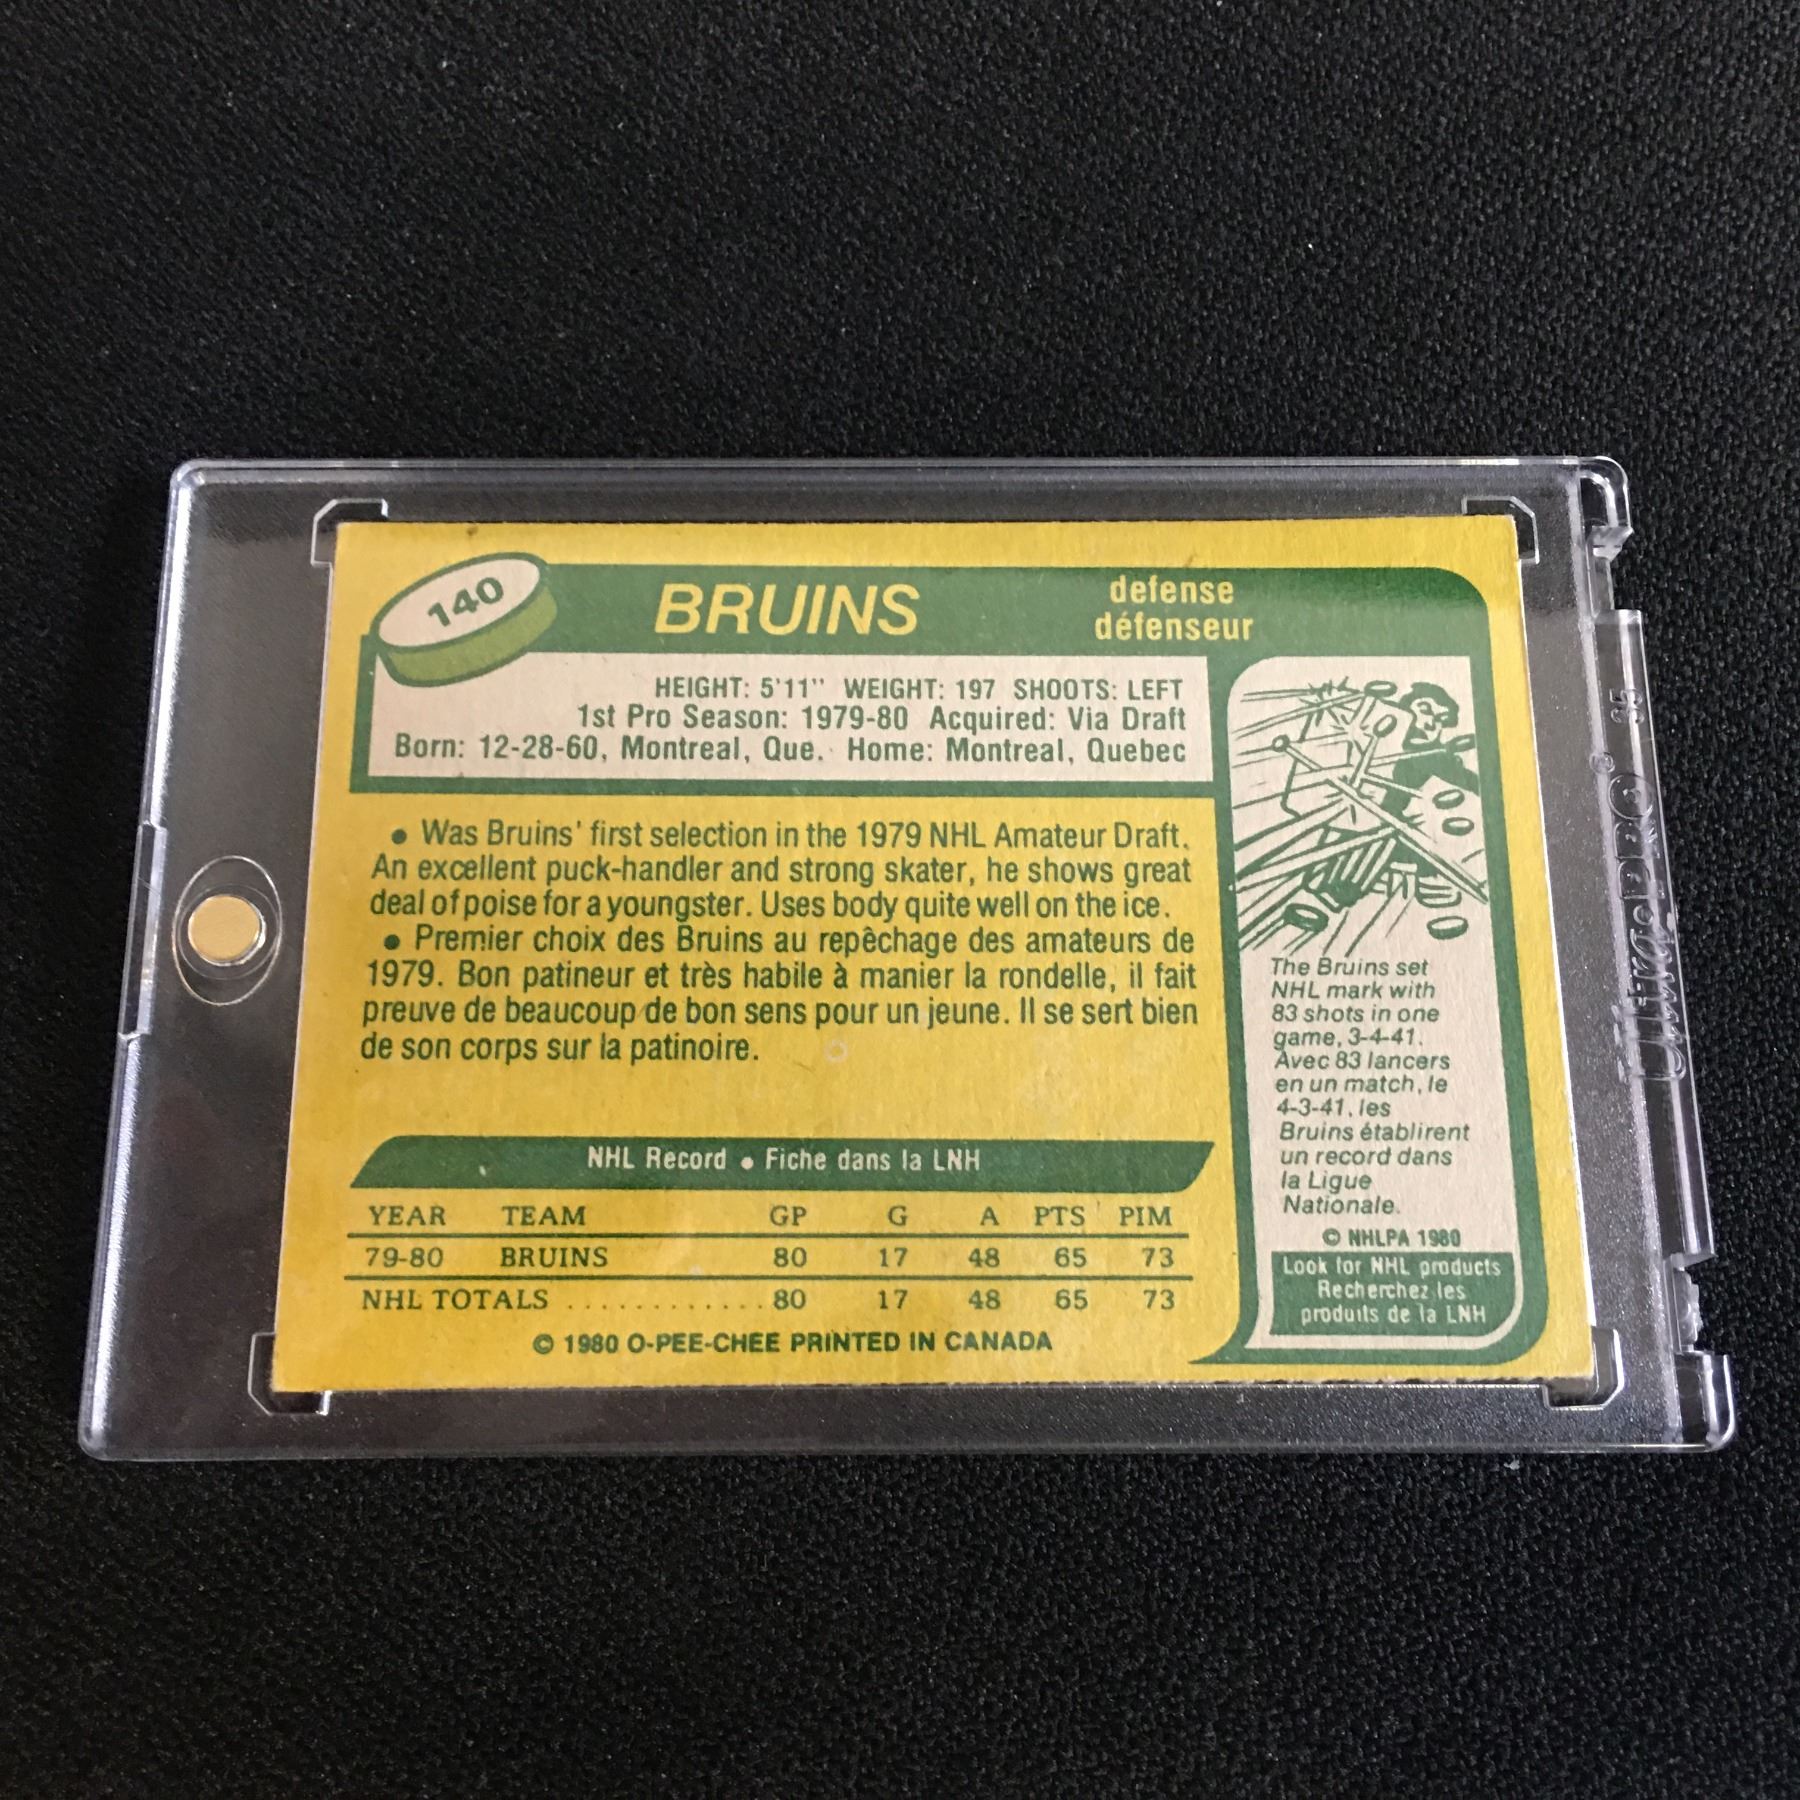 140
BRUINS
defense
défenseur
HEIGHT: 5'11" WEIGHT: 197 SHOOTS: LEFT
1st Pro Season: 1979-80 Acquired: Via Draft
Born: 12-28-60, Montreal, Que. Home: Montreal, Quebec
• Was Bruins' first selection in the 1979 NHL Amateur Draft.
An excellent puck-handler and strong skater, he shows great
deal of poise for a youngster. Uses body quite well on the ice.
• Premier choix des Bruins au repêchage des amateurs de
1979. Bon patineur et très habile à manier la rondelle, il fait
preuve de beaucoup de bon sens pour un jeune. Il se sert bien
de son corps sur la patinoire.
NHL Record • Fiche dans la LNH
YEAR TEAM GP G A PTS PIM
79-80 BRUINS 80 17 48 65 73
NHL TOTALS ............ 80 17 48 65 73
© 1980 O-PEE-CHEE PRINTED IN CANADA
The Bruins set
NHL mark with
83 shots in one
game, 3-4-41.
Avec 83 lancers
en un match, le
4-3-41, les
Bruins établirent
un record dans
la Ligue
Nationale.
© NHLPA 1980
Look for NHL products
Recherchez les
produits de la LNH
Ultra PRO® 35